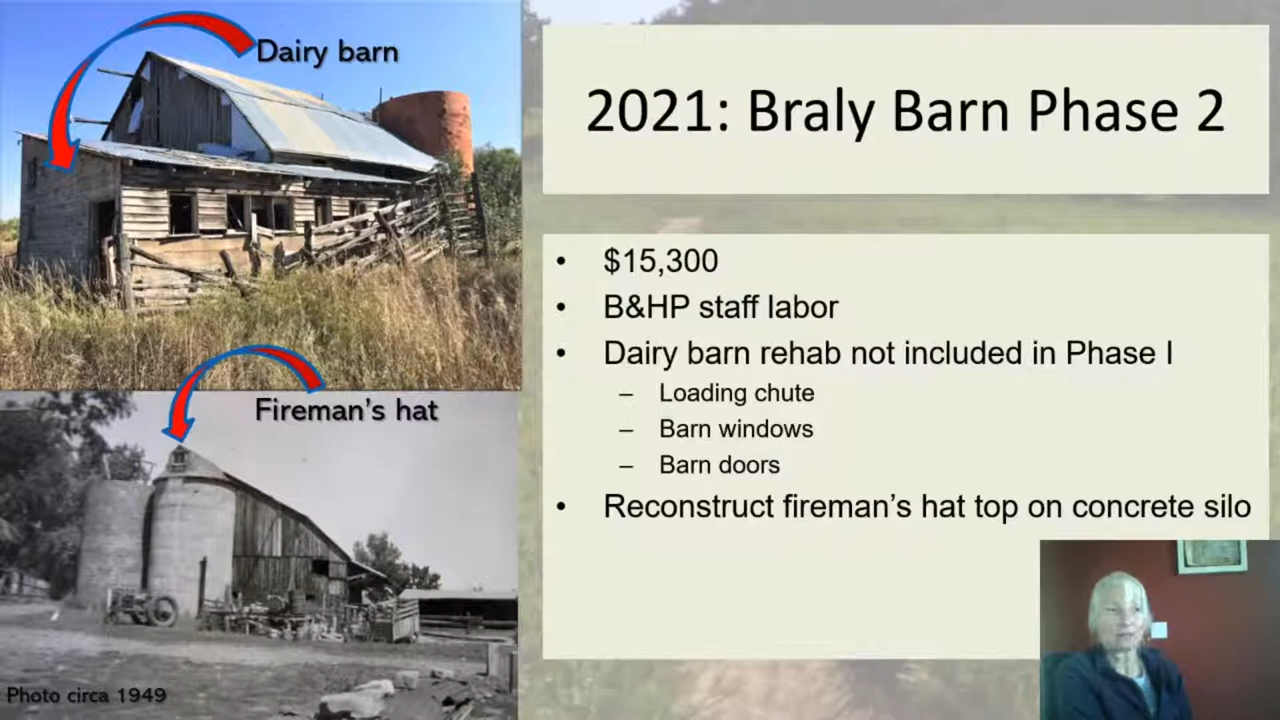 Dairy barn
Fireman's hat
Photo circa 1949
2021: Braly Barn Phase 2
• $15,300
• B&HP staff labor
• Dairy barn rehab not included in Phase I
– Loading chute
– Barn windows
– Barn doors
• Reconstruct fireman's hat top on concrete silo